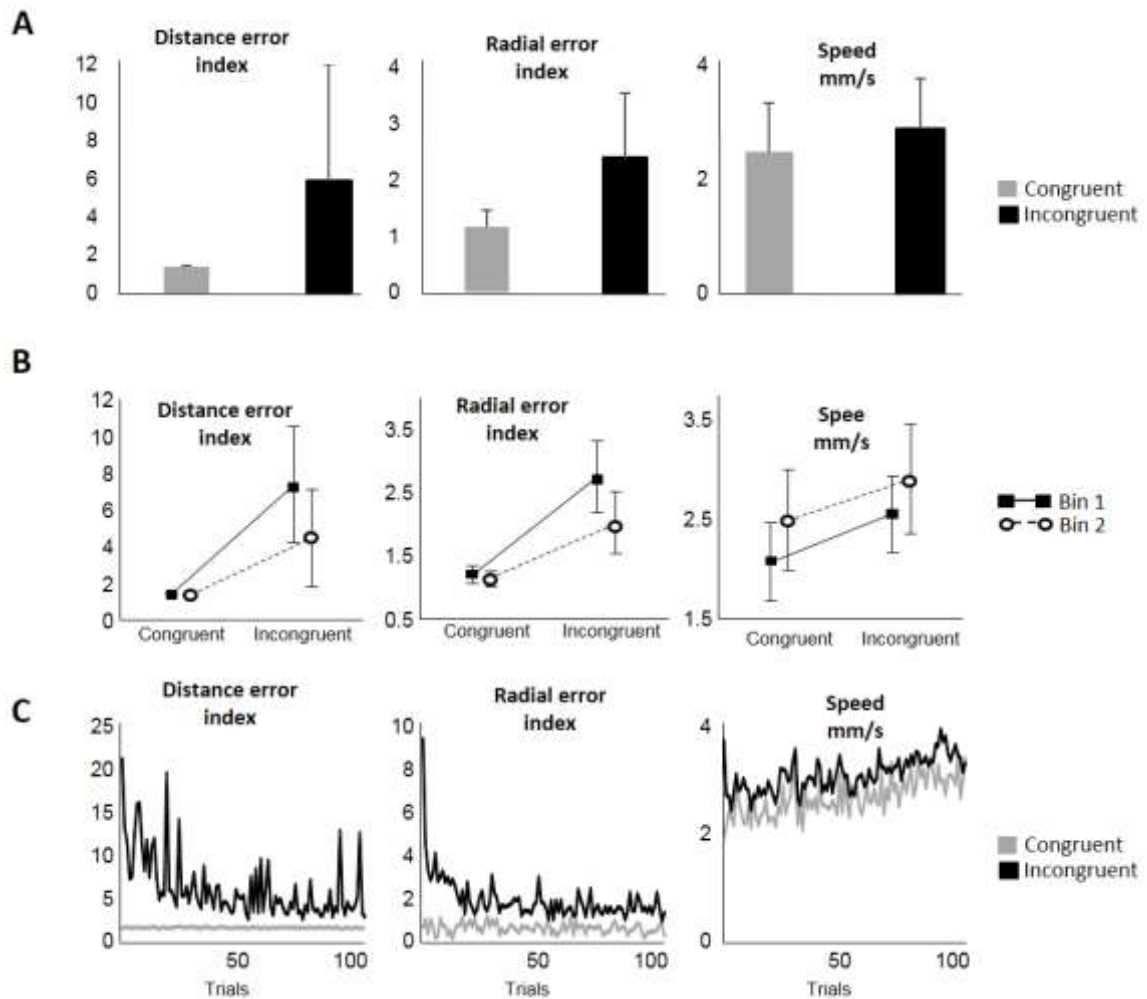 A
Distance error
index
12
10
8
6
4
2
0
Radial error
index
4
3
2
1
0
Speed
mm/s
4
2
0
Congruent
Incongruent
B
Distance error
index
12
10
8
6
4
2
0
Congruent Incongruent
Radial error
index
3.5
2.5
1.5
0.5
Congruent Incongruent
Spee
mm/s
3.5
2.5
1.5
Congruent Incongruent
Bin 1
Bin 2
C
Distance error
index
25
20
15
10
5
0
50 100
Trials
Radial error
index
10
8
6
4
2
0
50 100
Trials
Speed
mm/s
4
2
0
50 100
Trials
Congruent
Incongruent